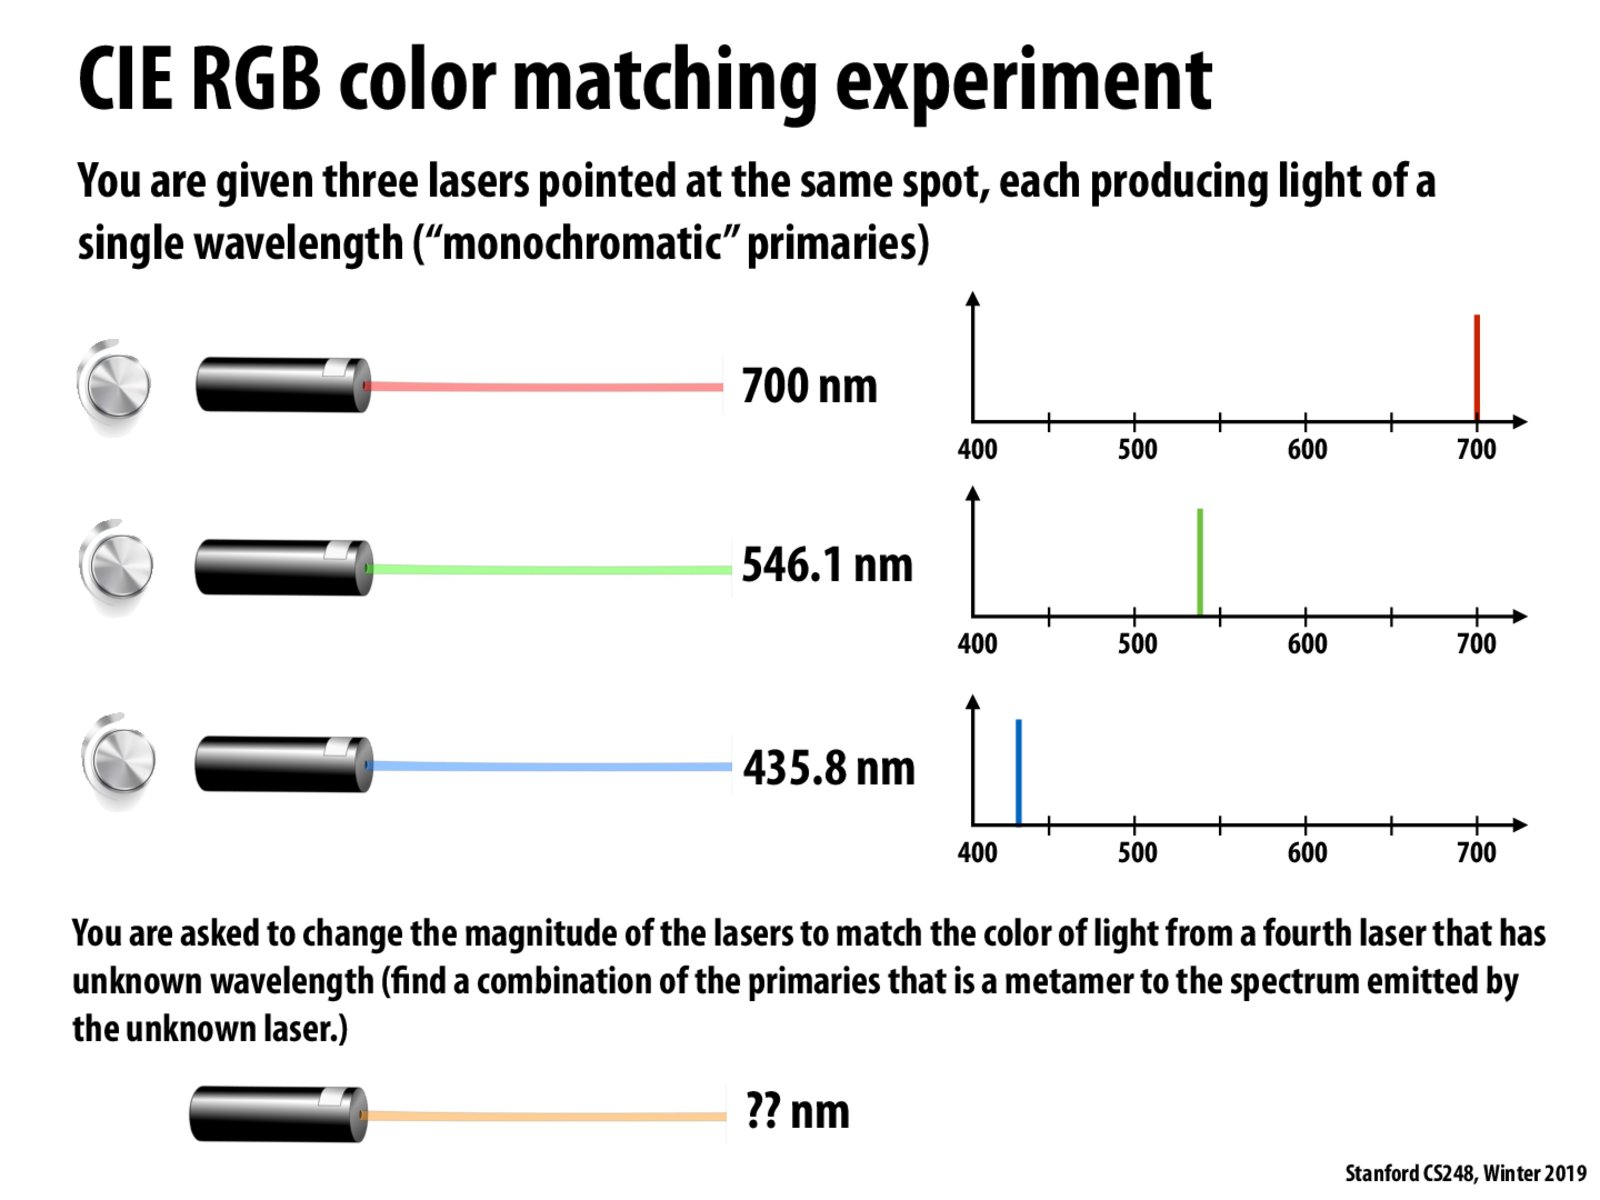 CIE RGB color matching experiment
You are given three lasers pointed at the same spot, each producing light of a
single wavelength (“monochromatic” primaries)
700 nm
400 500 600 700
546.1 nm
400 500 600 700
435.8 nm
400 500 600 700
You are asked to change the magnitude of the lasers to match the color of light from a fourth laser that has
unknown wavelength (find a combination of the primaries that is a metamer to the spectrum emitted by
the unknown laser.)
?? nm
Stanford CS248, Winter 2019